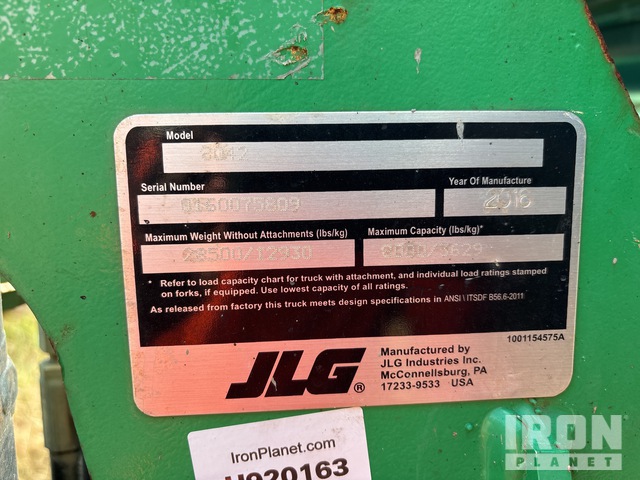 Model
8042
Serial Number
Year Of Manufacture
2016
Maximum Weight Without Attachments (lbs/kg)
Maximum Capacity (lbs/kg)*
* Refer to load capacity chart for truck with attachment, and individual load ratings stamped
on forks, if equipped. Use lowest capacity of all ratings.
As released from factory this truck meets design specifications in ANSI \ ITSDF B56.6-2011
1001154575A
JLG®
Manufactured by
JLG Industries Inc.
McConnellsburg, PA
17233-9533 USA
IronPlanet.com
IRON
PLANET